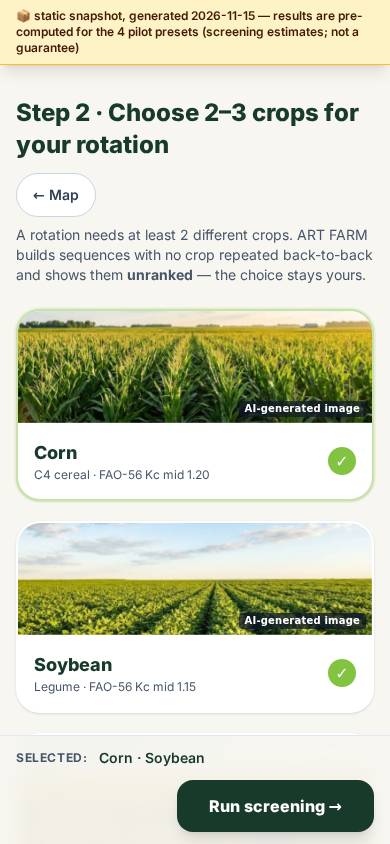 📦 static snapshot, generated 2026-11-15 — results are pre-
computed for the 4 pilot presets (screening estimates; not a
guarantee)
Step 2 · Choose 2–3 crops for
your rotation
← Map
A rotation needs at least 2 different crops. ART FARM
builds sequences with no crop repeated back-to-back
and shows them unranked — the choice stays yours.
AI-generated image
Corn
C4 cereal · FAO-56 Kc mid 1.20
✓
AI-generated image
Soybean
Legume · FAO-56 Kc mid 1.15
✓
SELECTED: Corn · Soybean
Run screening →